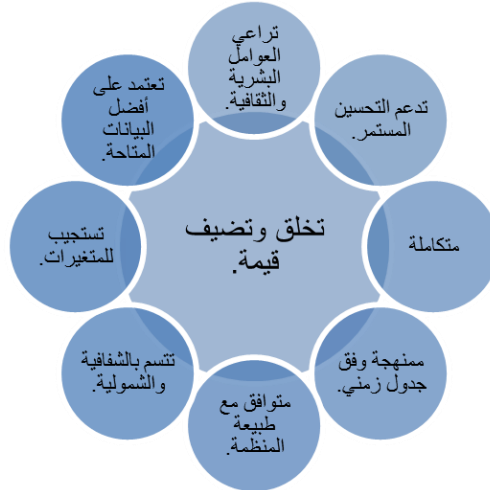 تراعي
العوامل
البشرية
والثقافية.
تدعم التحسين
المستمر.
متكاملة
ممنهجة وفق
جدول زمني.
متوافق مع
طبيعة
المنظمة.
تتسم بالشفافية
والشمولية.
تستجيب
للمتغيرات.
تعتمد على
أفضل
البيانات
المتاحة.
تخلق وتضيف
قيمة.